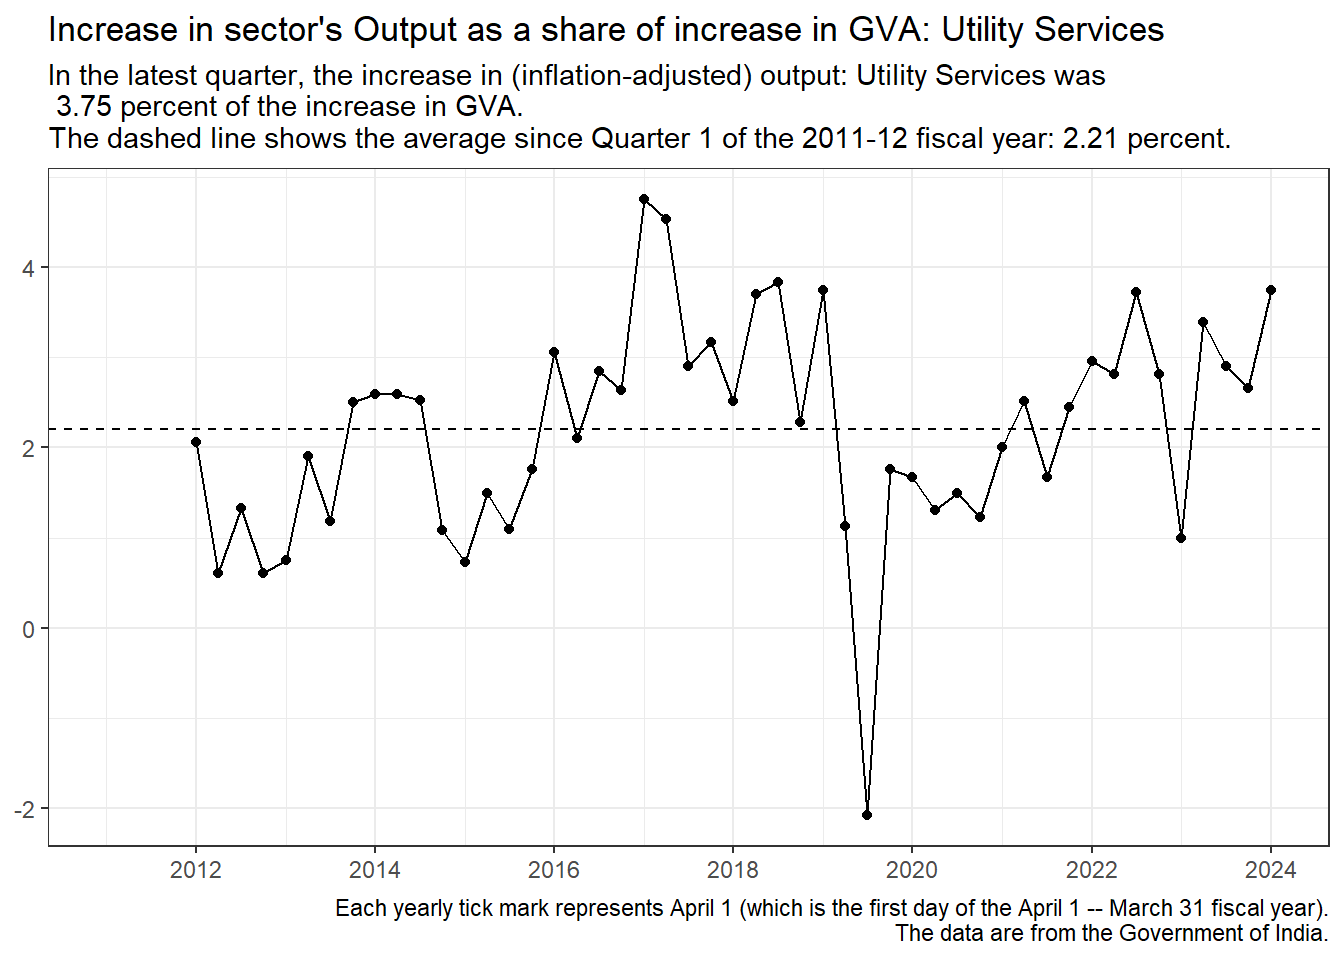 Increase in sector's Output as a share of increase in GVA: Utility Services
In the latest quarter, the increase in (inflation-adjusted) output: Utility Services was
3.75 percent of the increase in GVA.
The dashed line shows the average since Quarter 1 of the 2011-12 fiscal year: 2.21 percent.
4
2
0
-2
2012 2014 2016 2018 2020 2022 2024
Each yearly tick mark represents April 1 (which is the first day of the April 1 -- March 31 fiscal year).
The data are from the Government of India.